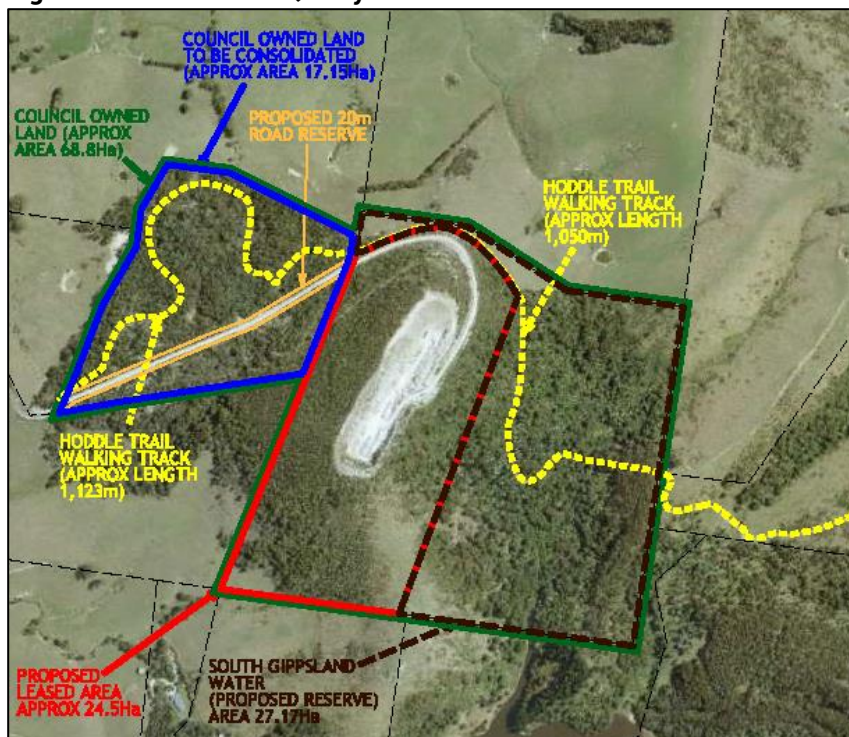 COUNCIL OWNED LAND
TO BE CONSOLIDATED
(APPROX AREA 17.15Ha)
COUNCIL OWNED
LAND (APPROX
AREA 68.8Ha)
PROPOSED 20m
ROAD RESERVE
HODDLE TRAIL
WALKING TRACK
(APPROX LENGTH
1,050m)
HODDLE TRAIL
WALKING TRACK
(APPROX LENGTH
1,123m)
PROPOSED
LEASED AREA
APPROX 24.5Ha
SOUTH GIPPSLAND
WATER
(PROPOSED RESERVE)
AREA 27.17Ha